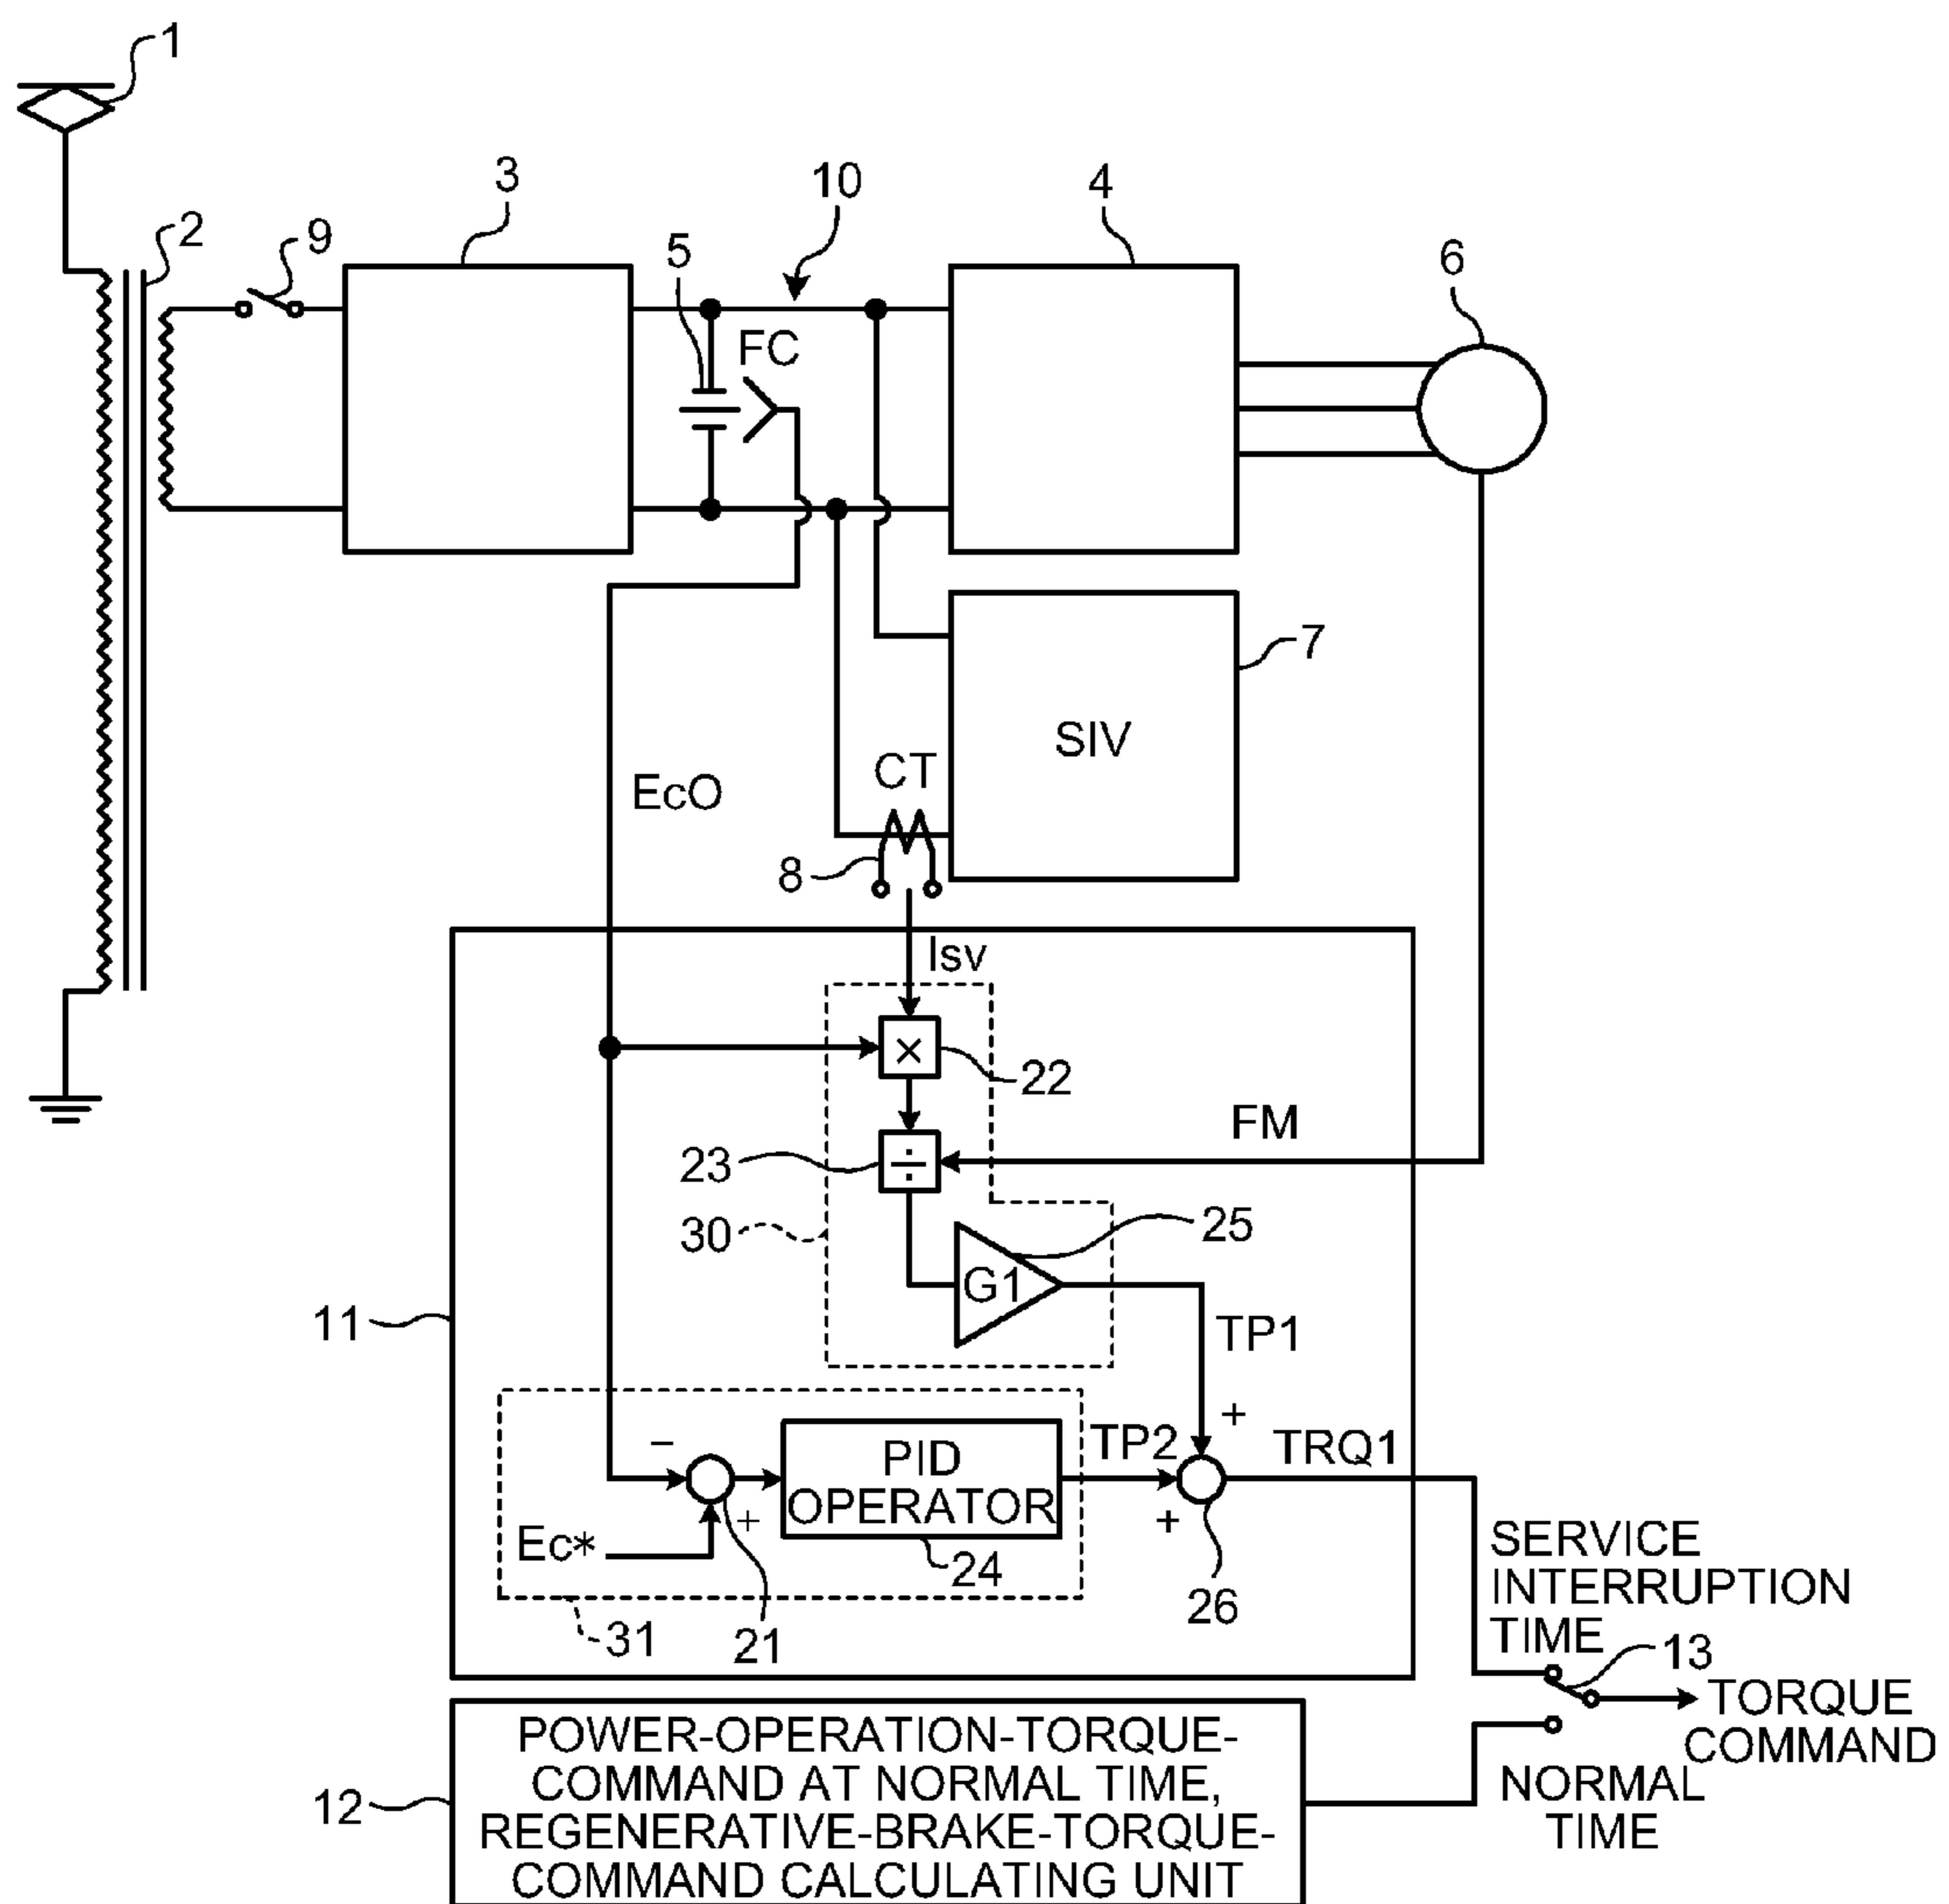 1
3
10
4
2
9
5
6
FC
7
SIV
CT
EcO
8
Isv
×
22
FM
23
÷
30
25
G1
11
TP1
+
−
PID
OPERATOR
TP2
TRQ1
+
+
Ec*
24
26
31
21
SERVICE
INTERRUPTION
TIME
13
TORQUE
COMMAND
12
POWER-OPERATION-TORQUE-
COMMAND AT NORMAL TIME,
REGENERATIVE-BRAKE-TORQUE-
COMMAND CALCULATING UNIT
NORMAL
TIME